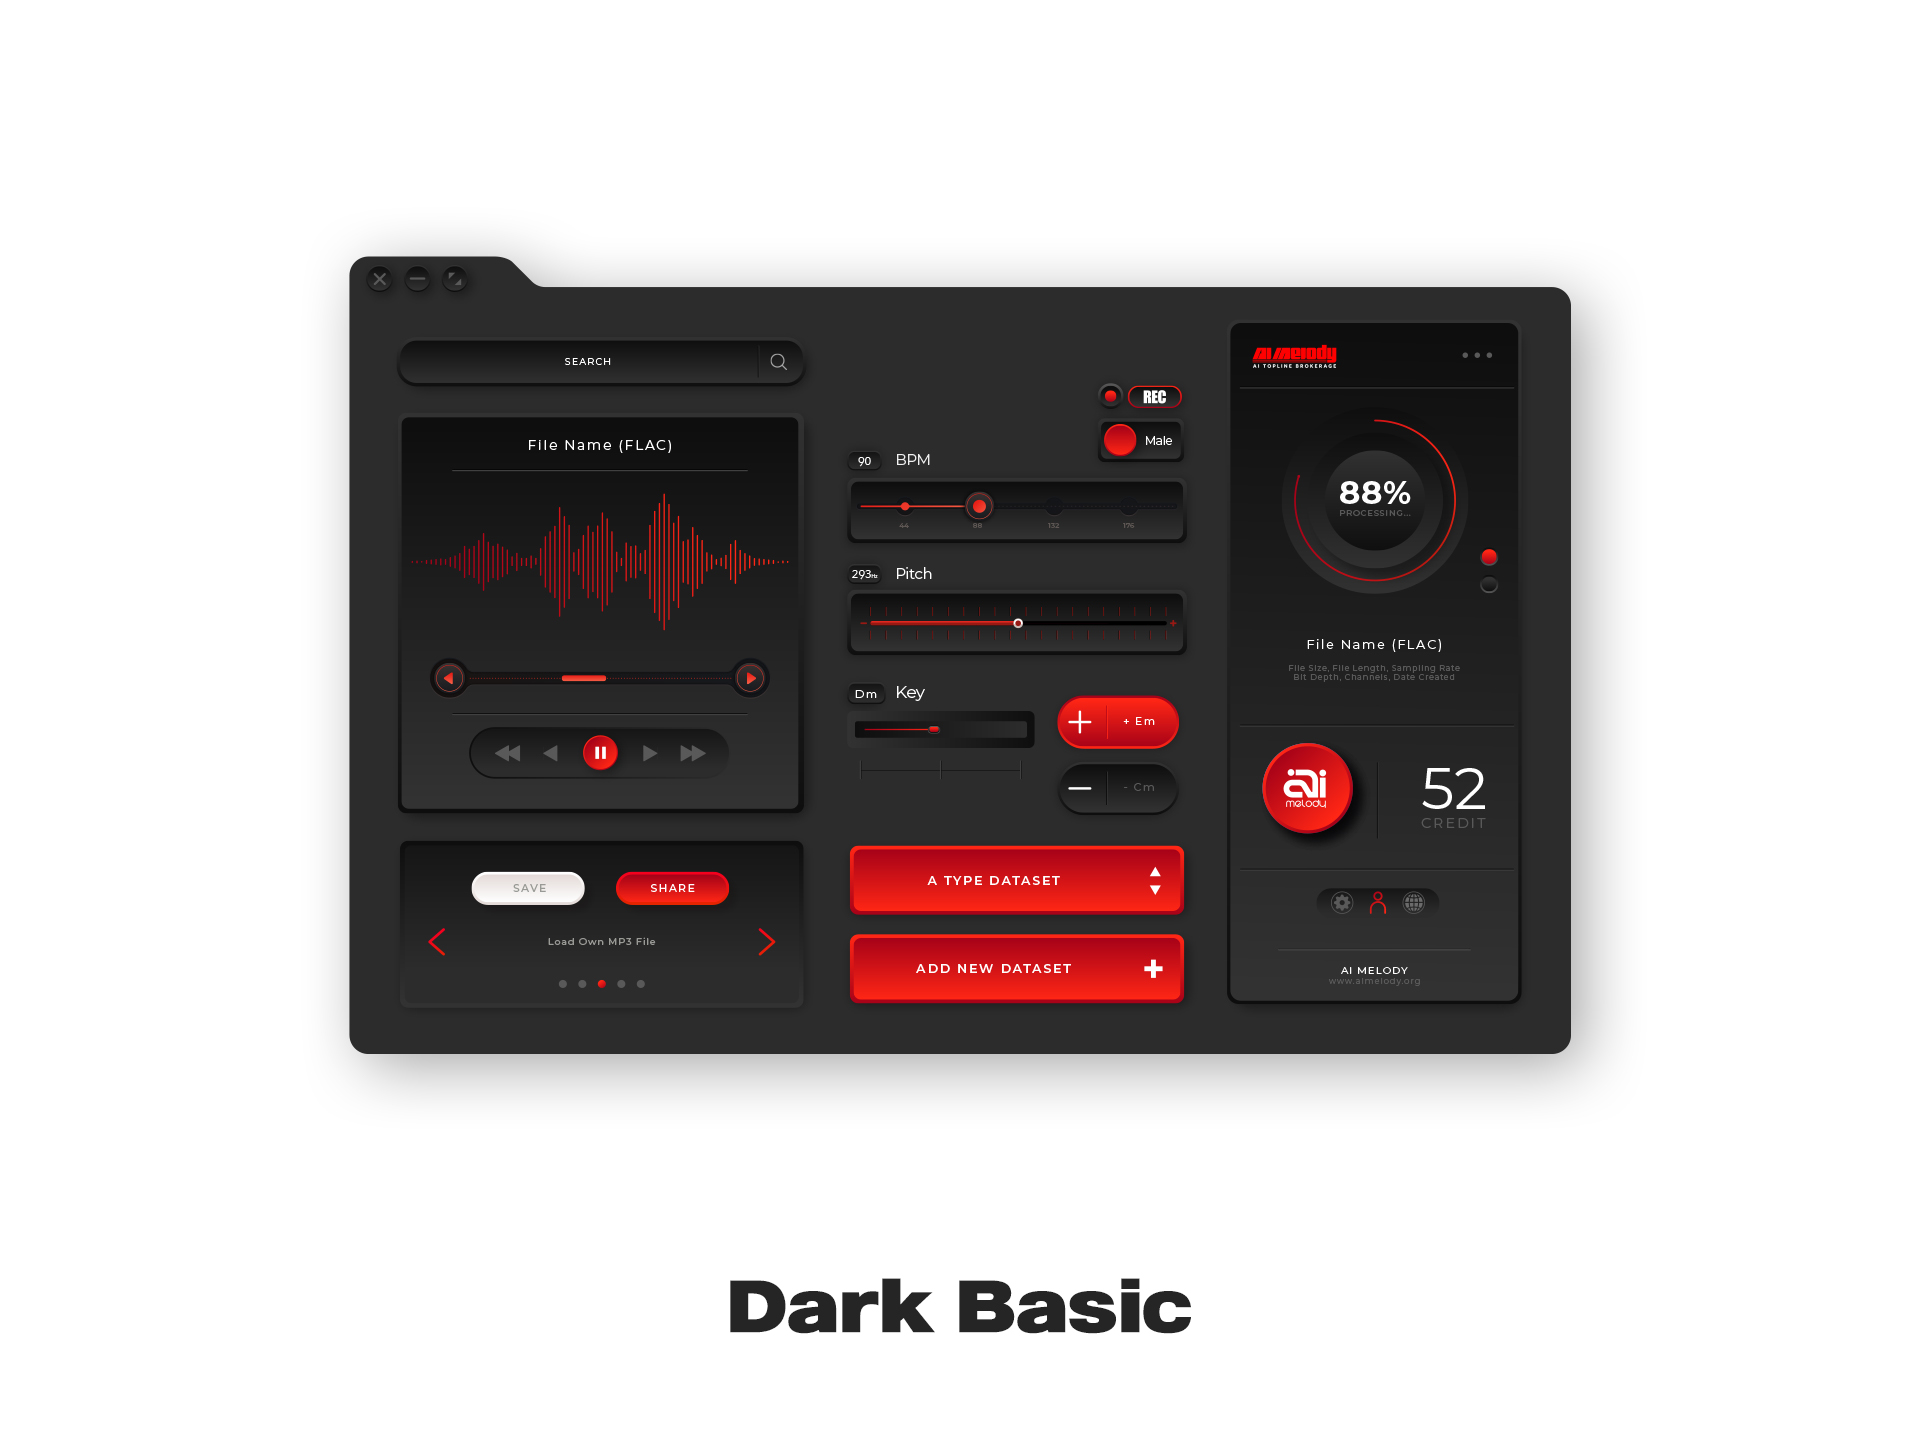 SEARCH
File Name (FLAC)
SAVE
SHARE
Load Own MP3 File
REC
Male
90 BPM
44 88 132 176
293Hz Pitch
Dm Key
+ Em
- Cm
A TYPE DATASET
ADD NEW DATASET
AI melody
AI TOPLINE BROKERAGE
88%
PROCESSING...
File Name (FLAC)
File Size, File Length, Sampling Rate
Bit Depth, Channels, Date Created
ai
melody
52
CREDIT
AI MELODY
www.aimelody.org
Dark Basic